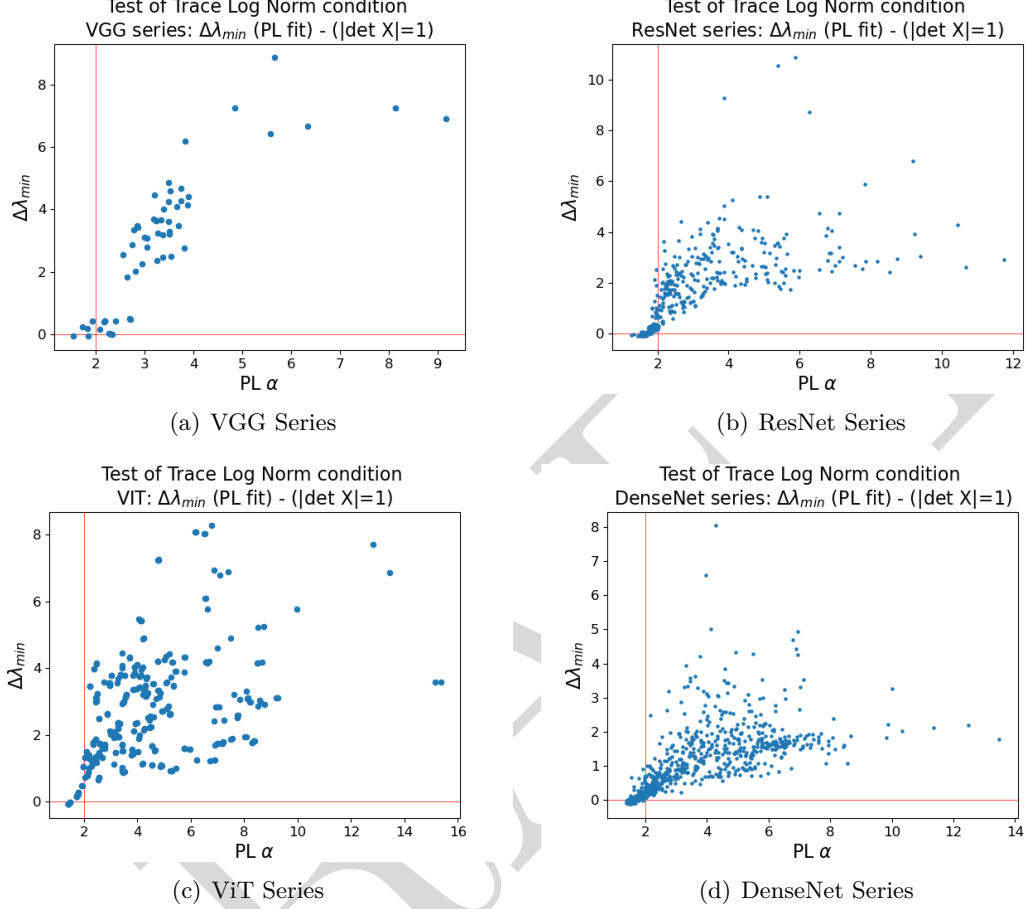 Test of Trace Log Norm condition
VGG series: Δλmin (PL fit) - (|det X|=1)
Δλmin
8
6
4
2
0
2 3 4 5 6 7 8 9
PL α
(a) VGG Series
Test of Trace Log Norm condition
ResNet series: Δλmin (PL fit) - (|det X|=1)
Δλmin
10
8
6
4
2
0
2 4 6 8 10 12
PL α
(b) ResNet Series
Test of Trace Log Norm condition
VIT: Δλmin (PL fit) - (|det X|=1)
Δλmin
8
6
4
2
0
2 4 6 8 10 12 14 16
PL α
(c) ViT Series
Test of Trace Log Norm condition
DenseNet series: Δλmin (PL fit) - (|det X|=1)
Δλmin
8
7
6
5
4
3
2
1
0
2 4 6 8 10 12 14
PL α
(d) DenseNet Series